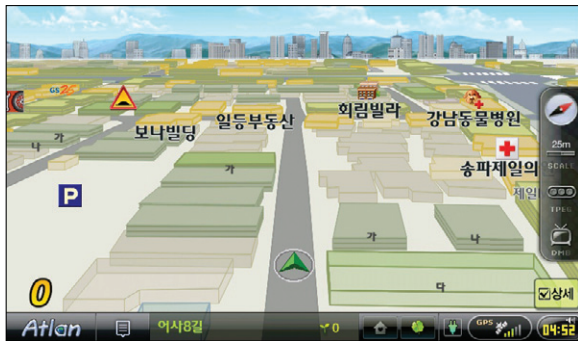 GS25
보나빌딩
일등부동산
희림빌라
강남동물병원
송파제일의
제일
나
가
가
가
나
다
P
25m
SCALE
TPEG
DMB
0
상세
Atlan
어사8길
0
GPS
04:52